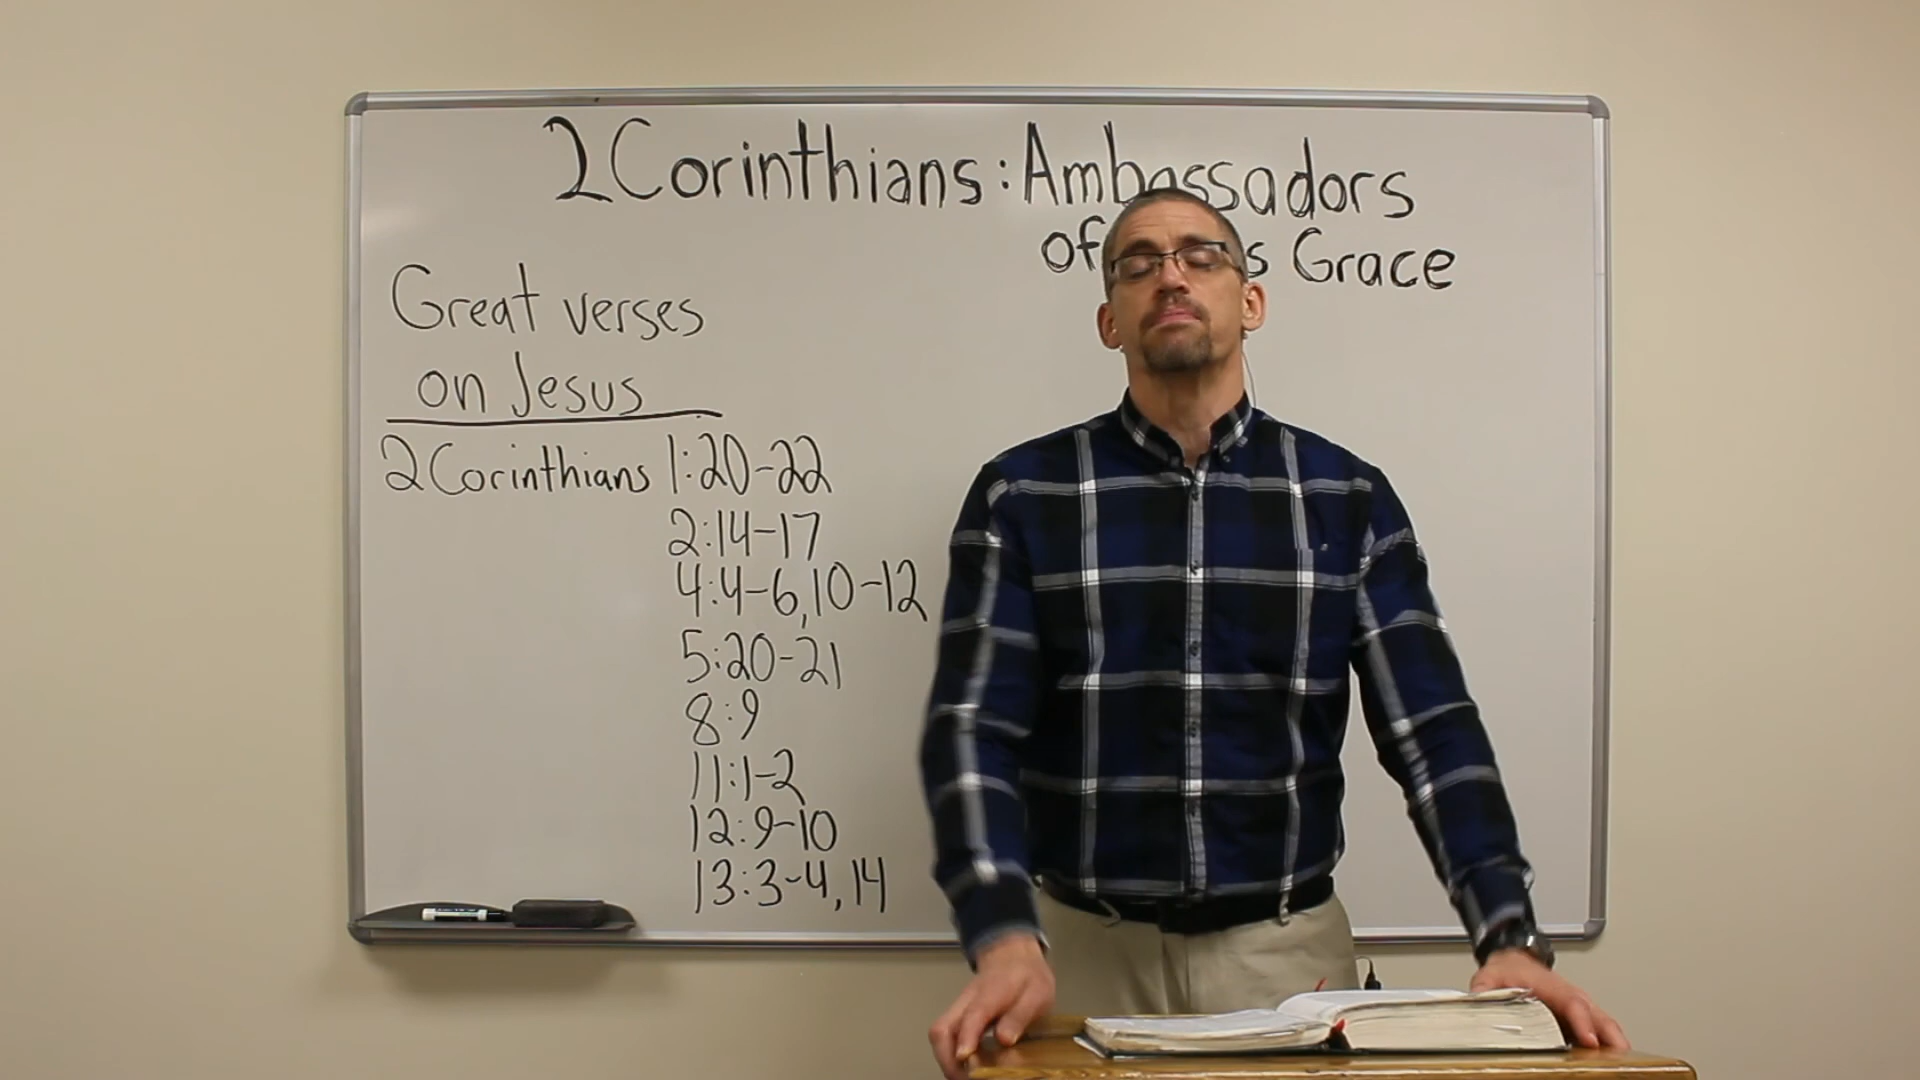 2 Corinthians: Ambassadors
of Grace
Great verses
on Jesus
2 Corinthians 1:20-22
2:14-17
4:4-6,10-12
5:20-21
8:9
11:1-2
12:9-10
13:3-4,14